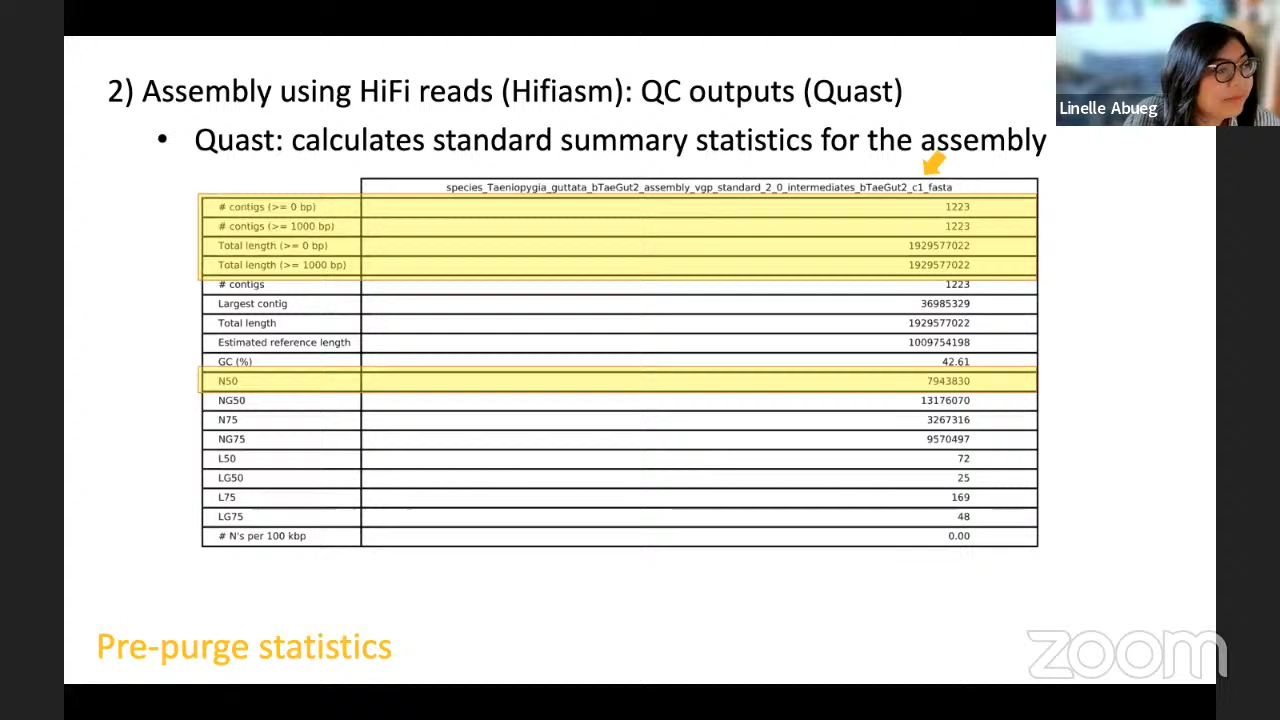 2) Assembly using HiFi reads (Hifiasm): QC outputs (Quast)
• Quast: calculates standard summary statistics for the assembly
Linelle Abueg
species_Taeniopygia_guttata_bTaeGut2_assembly_vgp_standard_2_0_intermediates_bTaeGut2_c1_fasta
# contigs (>= 0 bp) 1223
# contigs (>= 1000 bp) 1223
Total length (>= 0 bp) 1929577022
Total length (>= 1000 bp) 1929577022
# contigs 1223
Largest contig 36985329
Total length 1929577022
Estimated reference length 1009754198
GC (%) 42.61
N50 7943830
NG50 13176070
N75 3267316
NG75 9570497
L50 72
LG50 25
L75 169
LG75 48
# N's per 100 kbp 0.00
Pre-purge statistics
zoom